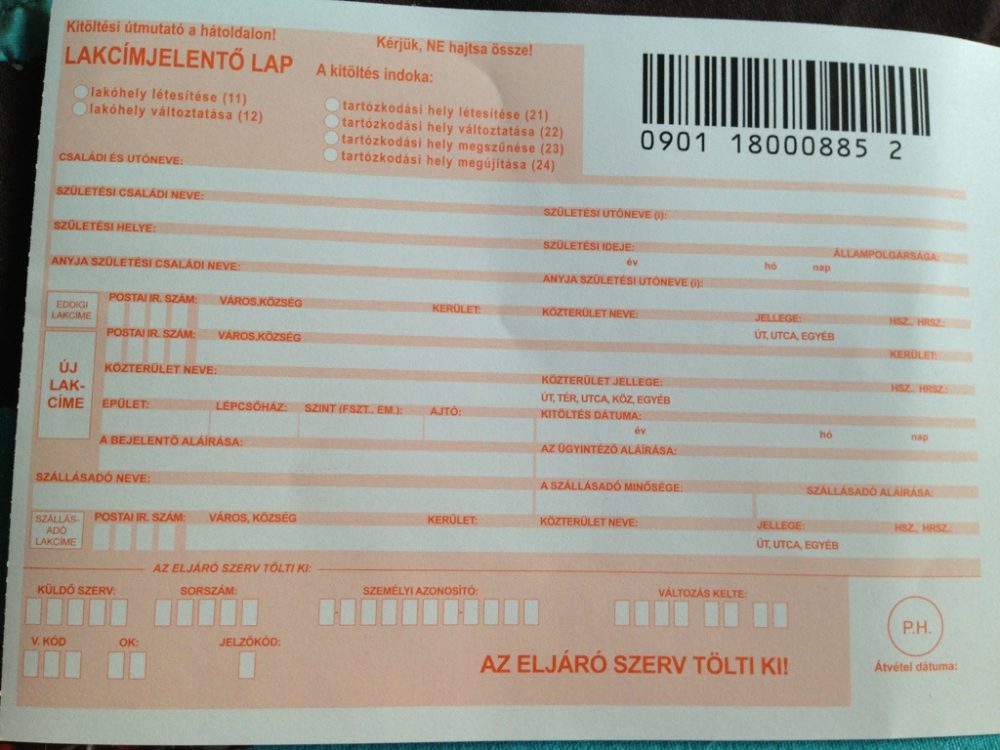 Kitöltési útmutató a hátoldalon!
Kérjük, NE hajtsa össze!
LAKCÍMJELENTŐ LAP
A kitöltés indoka:
lakóhely létesítése (11)
lakóhely változtatása (12)
tartózkodási hely létesítése (21)
tartózkodási hely változtatása (22)
tartózkodási hely megszűnése (23)
tartózkodási hely megújítása (24)
0901 18000885 2
CSALÁDI ÉS UTÓNEVE:
SZÜLETÉSI CSALÁDI NEVE: SZÜLETÉSI UTÓNEVE (i):
SZÜLETÉSI HELYE: SZÜLETÉSI IDEJE: ÁLLAMPOLGÁRSÁGA:
év hó nap
ANYJA SZÜLETÉSI CSALÁDI NEVE: ANYJA SZÜLETÉSI UTÓNEVE (i):
EDDIGI LAKCÍME
POSTAI IR. SZÁM: VÁROS,KÖZSÉG KERÜLET: KÖZTERÜLET NEVE: JELLEGE: HSZ., HRSZ.:
ÚT, UTCA, EGYÉB
ÚJ LAK-CÍME
POSTAI IR. SZÁM: VÁROS,KÖZSÉG KERÜLET:
KÖZTERÜLET NEVE: KÖZTERÜLET JELLEGE: HSZ., HRSZ.:
ÚT, TÉR, UTCA, KÖZ, EGYÉB
ÉPÜLET: LÉPCSŐHÁZ: SZINT (FSZT., EM.): AJTÓ: KITÖLTÉS DÁTUMA:
év hó nap
A BEJELENTŐ ALÁÍRÁSA: AZ ÜGYINTÉZŐ ALÁÍRÁSA:
SZÁLLÁSADÓ NEVE: A SZÁLLÁSADÓ MINŐSÉGE: SZÁLLÁSADÓ ALÁÍRÁSA:
SZÁLLÁS-ADÓ LAKCÍME
POSTAI IR. SZÁM: VÁROS, KÖZSÉG KERÜLET: KÖZTERÜLET NEVE: JELLEGE: HSZ., HRSZ.:
ÚT, UTCA, EGYÉB
AZ ELJÁRÓ SZERV TÖLTI KI:
KÜLDŐ SZERV: SORSZÁM: SZEMÉLYI AZONOSÍTÓ: VÁLTOZÁS KELTE:
V. KÓD OK: JELZŐKÓD:
AZ ELJÁRÓ SZERV TÖLTI KI!
P.H.
Átvétel dátuma: